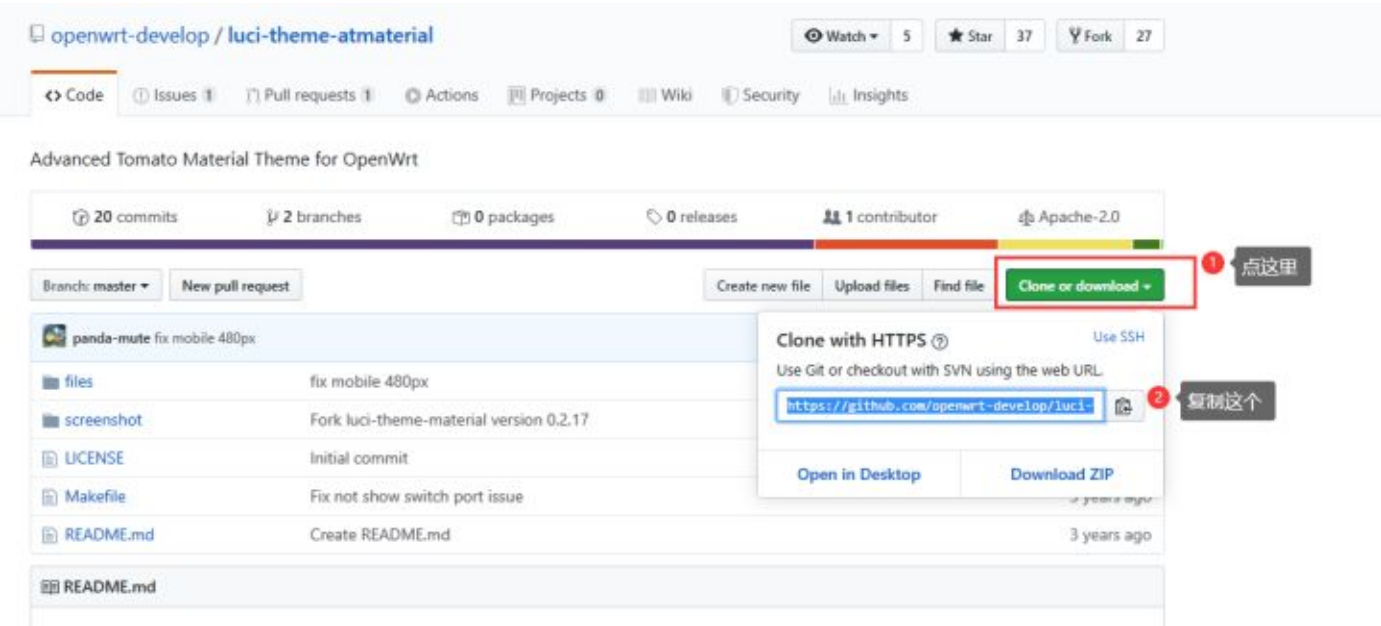 openwrt-develop / luci-theme-atmaterial
Watch 5 Star 37 Fork 27
Code Issues 1 Pull requests 1 Actions Projects 0 Wiki Security Insights
Advanced Tomato Material Theme for OpenWrt
20 commits 2 branches 0 packages 0 releases 1 contributor Apache-2.0
1 点这里
Branch: master New pull request Create new file Upload files Find file Clone or download
panda-mute fix mobile 480px
Clone with HTTPS Use SSH
Use Git or checkout with SVN using the web URL.
https://github.com/openwrt-develop/luci-
2 复制这个
Open in Desktop Download ZIP
files fix mobile 480px
screenshot Fork luci-theme-material version 0.2.17
LICENSE Initial commit
Makefile Fix not show switch port issue 3 years ago
README.md Create README.md 3 years ago
README.md